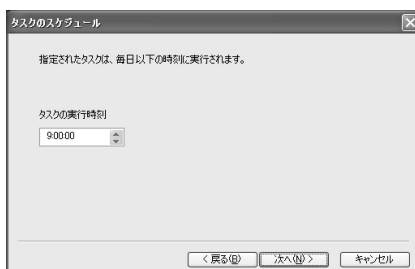 タスクのスケジュール
指定されたタスクは、毎日以下の時刻に実行されます。
タスクの実行時刻
9:00:00
< 戻る(B) 次へ(N) > キャンセル